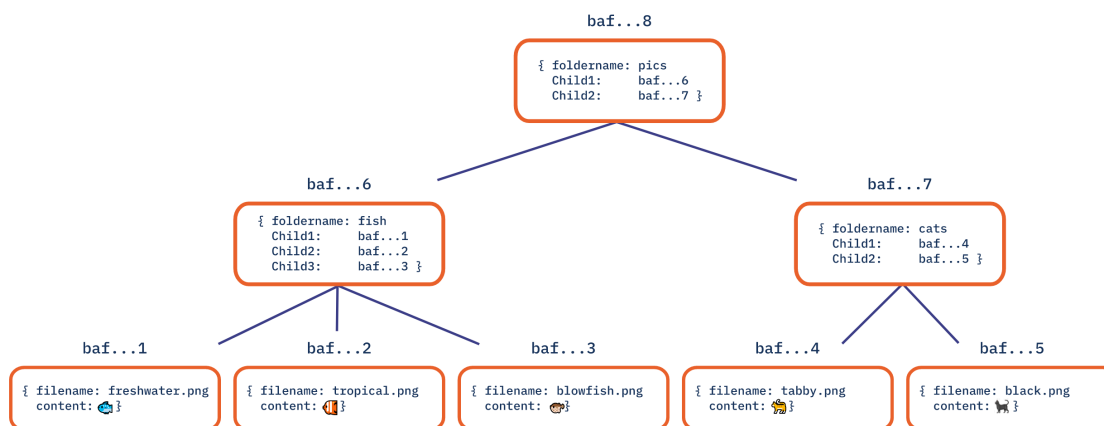 baf...8
{ foldername: pics
Child1: baf...6
Child2: baf...7 }
baf...6
{ foldername: fish
Child1: baf...1
Child2: baf...2
Child3: baf...3 }
baf...7
{ foldername: cats
Child1: baf...4
Child2: baf...5 }
baf...1
{ filename: freshwater.png
content: 🐟 }
baf...2
{ filename: tropical.png
content: 🐠 }
baf...3
{ filename: blowfish.png
content: 🐡 }
baf...4
{ filename: tabby.png
content: 🐈 }
baf...5
{ filename: black.png
content: 🐈‍⬛ }